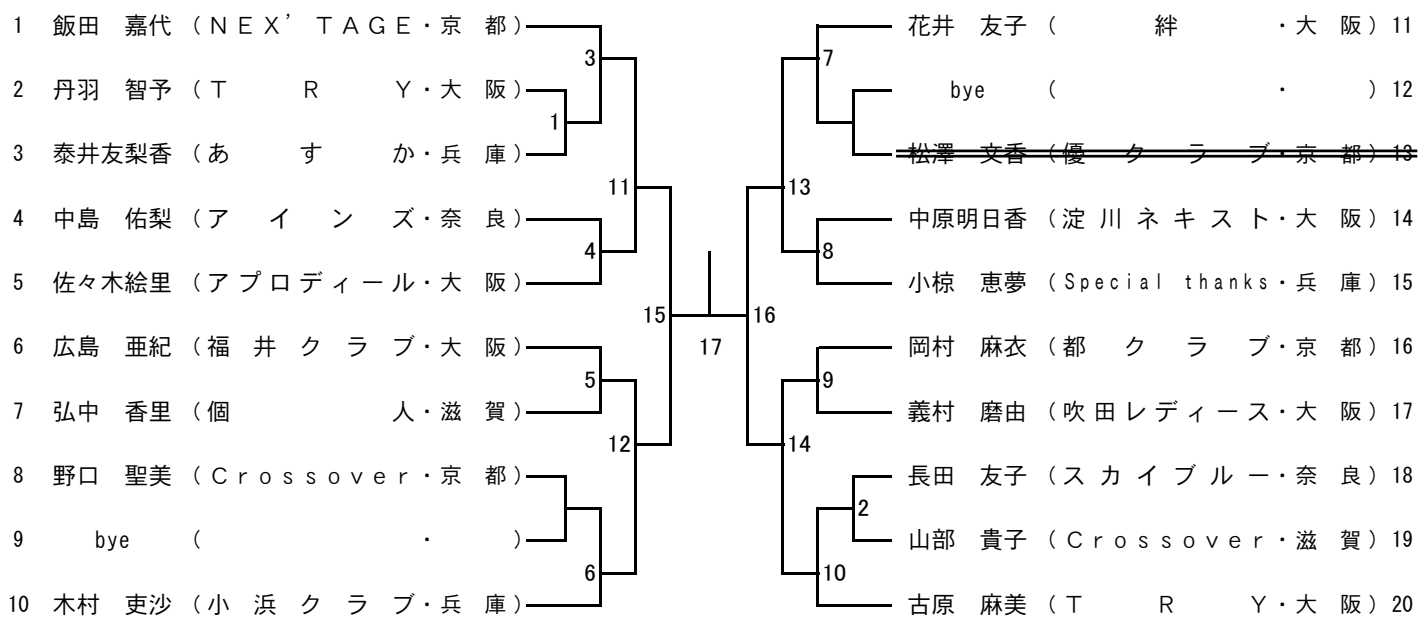 1 飯田 嘉代 (NEX'TAGE・京都) 花井 友子 (絆・大阪) 11
3 7
2 丹羽 智予 (TRY・大阪) bye ( ・ ) 12
1
3 泰井友梨香 (あすか・兵庫) 松澤 文香 (優クラブ・京都) 13
11 13
4 中島 佑梨 (アインズ・奈良) 中原明日香 (淀川ネキスト・大阪) 14
4 8
5 佐々木絵里 (アプロディール・大阪) 小椋 恵夢 (Special thanks・兵庫) 15
15 16
6 広島 亜紀 (福井クラブ・大阪) 17 岡村 麻衣 (都クラブ・京都) 16
5 9
7 弘中 香里 (個人・滋賀) 義村 磨由 (吹田レディース・大阪) 17
12 14
8 野口 聖美 (Crossover・京都) 長田 友子 (スカイブルー・奈良) 18
2
9 bye ( ・ ) 山部 貴子 (Crossover・滋賀) 19
6 10
10 木村 吏沙 (小浜クラブ・兵庫) 古原 麻美 (TRY・大阪) 20